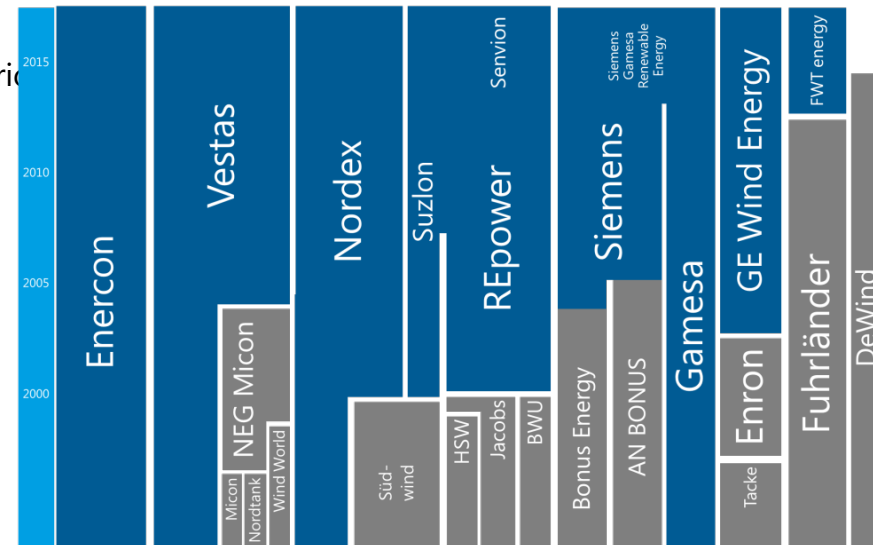 2015
2010
2005
2000
Enercon
Vestas
NEG Micon
Micon
Nordtank
Wind World
Nordex
Süd-
wind
Suzlon
Senvion
REpower
HSW
Jacobs
BWU
Siemens
Gamesa
Renewable
Energy
Siemens
Bonus Energy
AN BONUS
Gamesa
GE Wind Energy
Enron
Tacke
FWT energy
Fuhrländer
DeWind